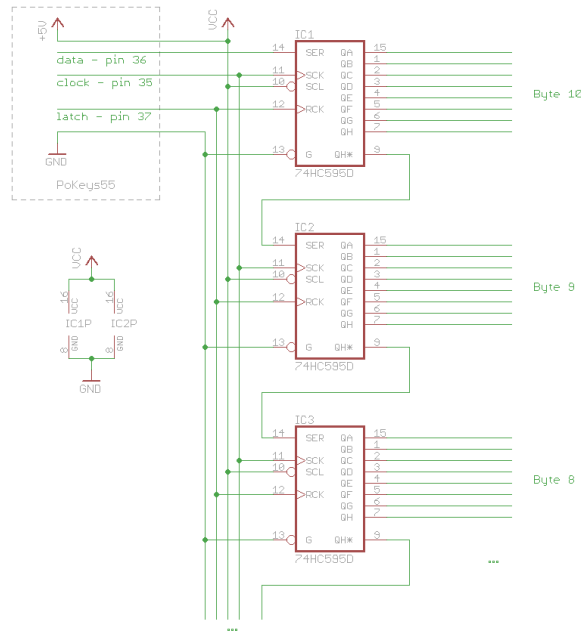 +5V
VCC
data - pin 36
clock - pin 35
latch - pin 37
GND
PoKeys55
IC1
14 SER QA 15
QB 1
11 SCK QC 2
10 SCL QD 3
QE 4
12 RCK QF 5
QG 6
QH 7
13 G QH* 9
74HC595D
Byte 10
IC2
14 SER QA 15
QB 1
11 SCK QC 2
10 SCL QD 3
QE 4
12 RCK QF 5
QG 6
QH 7
13 G QH* 9
74HC595D
Byte 9
VCC
16 VCC 16 VCC
IC1P IC2P
8 GND 8 GND
GND
IC3
14 SER QA 15
QB 1
11 SCK QC 2
10 SCL QD 3
QE 4
12 RCK QF 5
QG 6
QH 7
13 G QH* 9
74HC595D
Byte 8
...
...